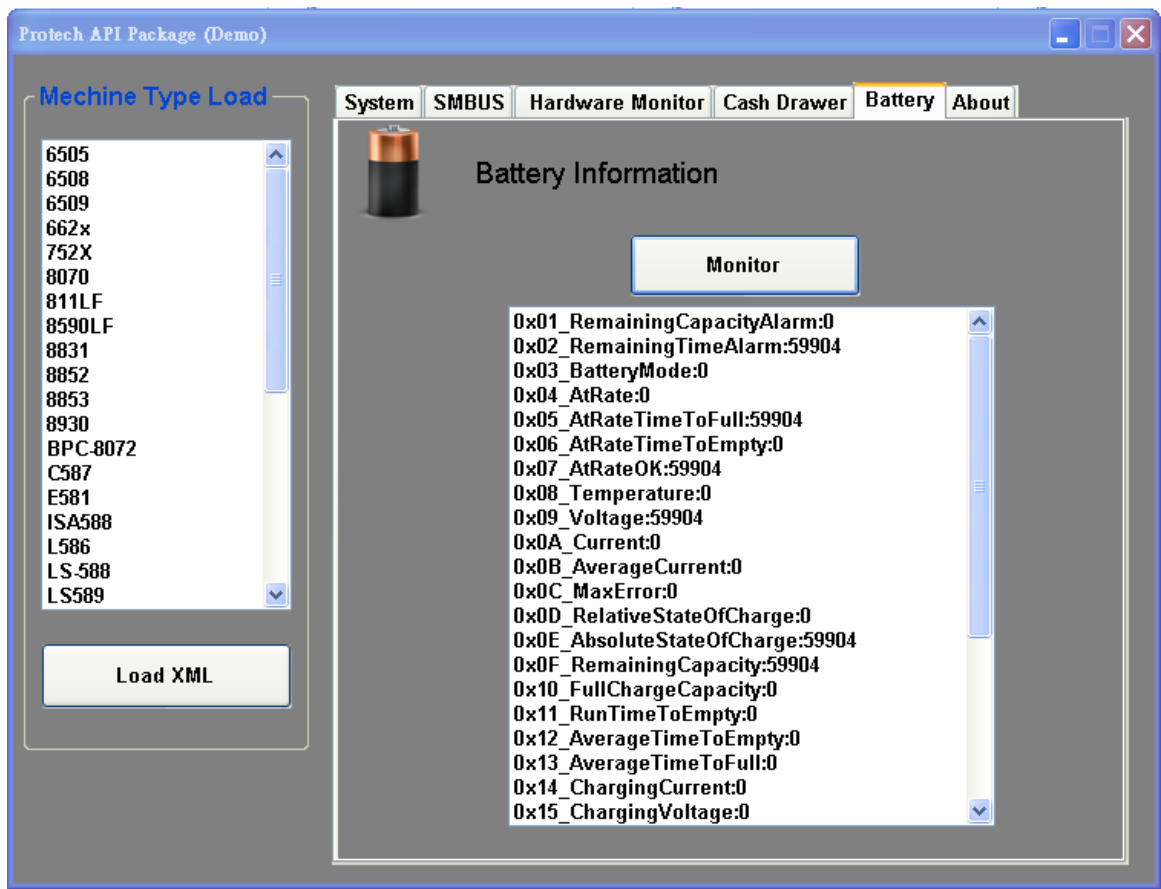 Protech API Package (Demo)
Mechine Type Load
6505
6508
6509
662x
752X
8070
811LF
8590LF
8831
8852
8853
8930
BPC-8072
C587
E581
ISA588
L586
LS-588
LS589
Load XML
System SMBUS Hardware Monitor Cash Drawer Battery About
Battery Information
Monitor
0x01_RemainingCapacityAlarm:0
0x02_RemainingTimeAlarm:59904
0x03_BatteryMode:0
0x04_AtRate:0
0x05_AtRateTimeToFull:59904
0x06_AtRateTimeToEmpty:0
0x07_AtRateOK:59904
0x08_Temperature:0
0x09_Voltage:59904
0x0A_Current:0
0x0B_AverageCurrent:0
0x0C_MaxError:0
0x0D_RelativeStateOfCharge:0
0x0E_AbsoluteStateOfCharge:59904
0x0F_RemainingCapacity:59904
0x10_FullChargeCapacity:0
0x11_RunTimeToEmpty:0
0x12_AverageTimeToEmpty:0
0x13_AverageTimeToFull:0
0x14_ChargingCurrent:0
0x15_ChargingVoltage:0